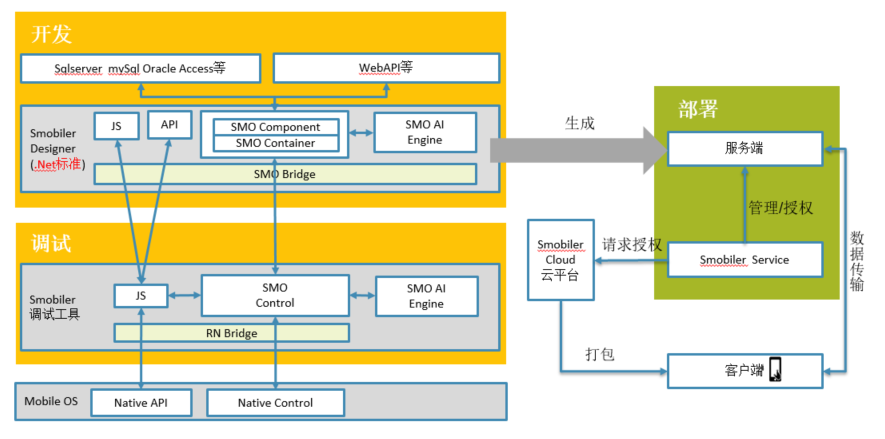 开发
Sqlserver mySql Oracle Access等
WebAPI等
Smobiler
Designer
(.Net标准)
JS
API
SMO Component
SMO Container
SMO AI
Engine
SMO Bridge
生成
部署
服务端
管理/授权
Smobiler Service
请求授权
Smobiler
Cloud
云平台
数据传输
打包
客户端
调试
Smobiler
调试工具
JS
SMO
Control
SMO AI
Engine
RN Bridge
Mobile OS
Native API
Native Control